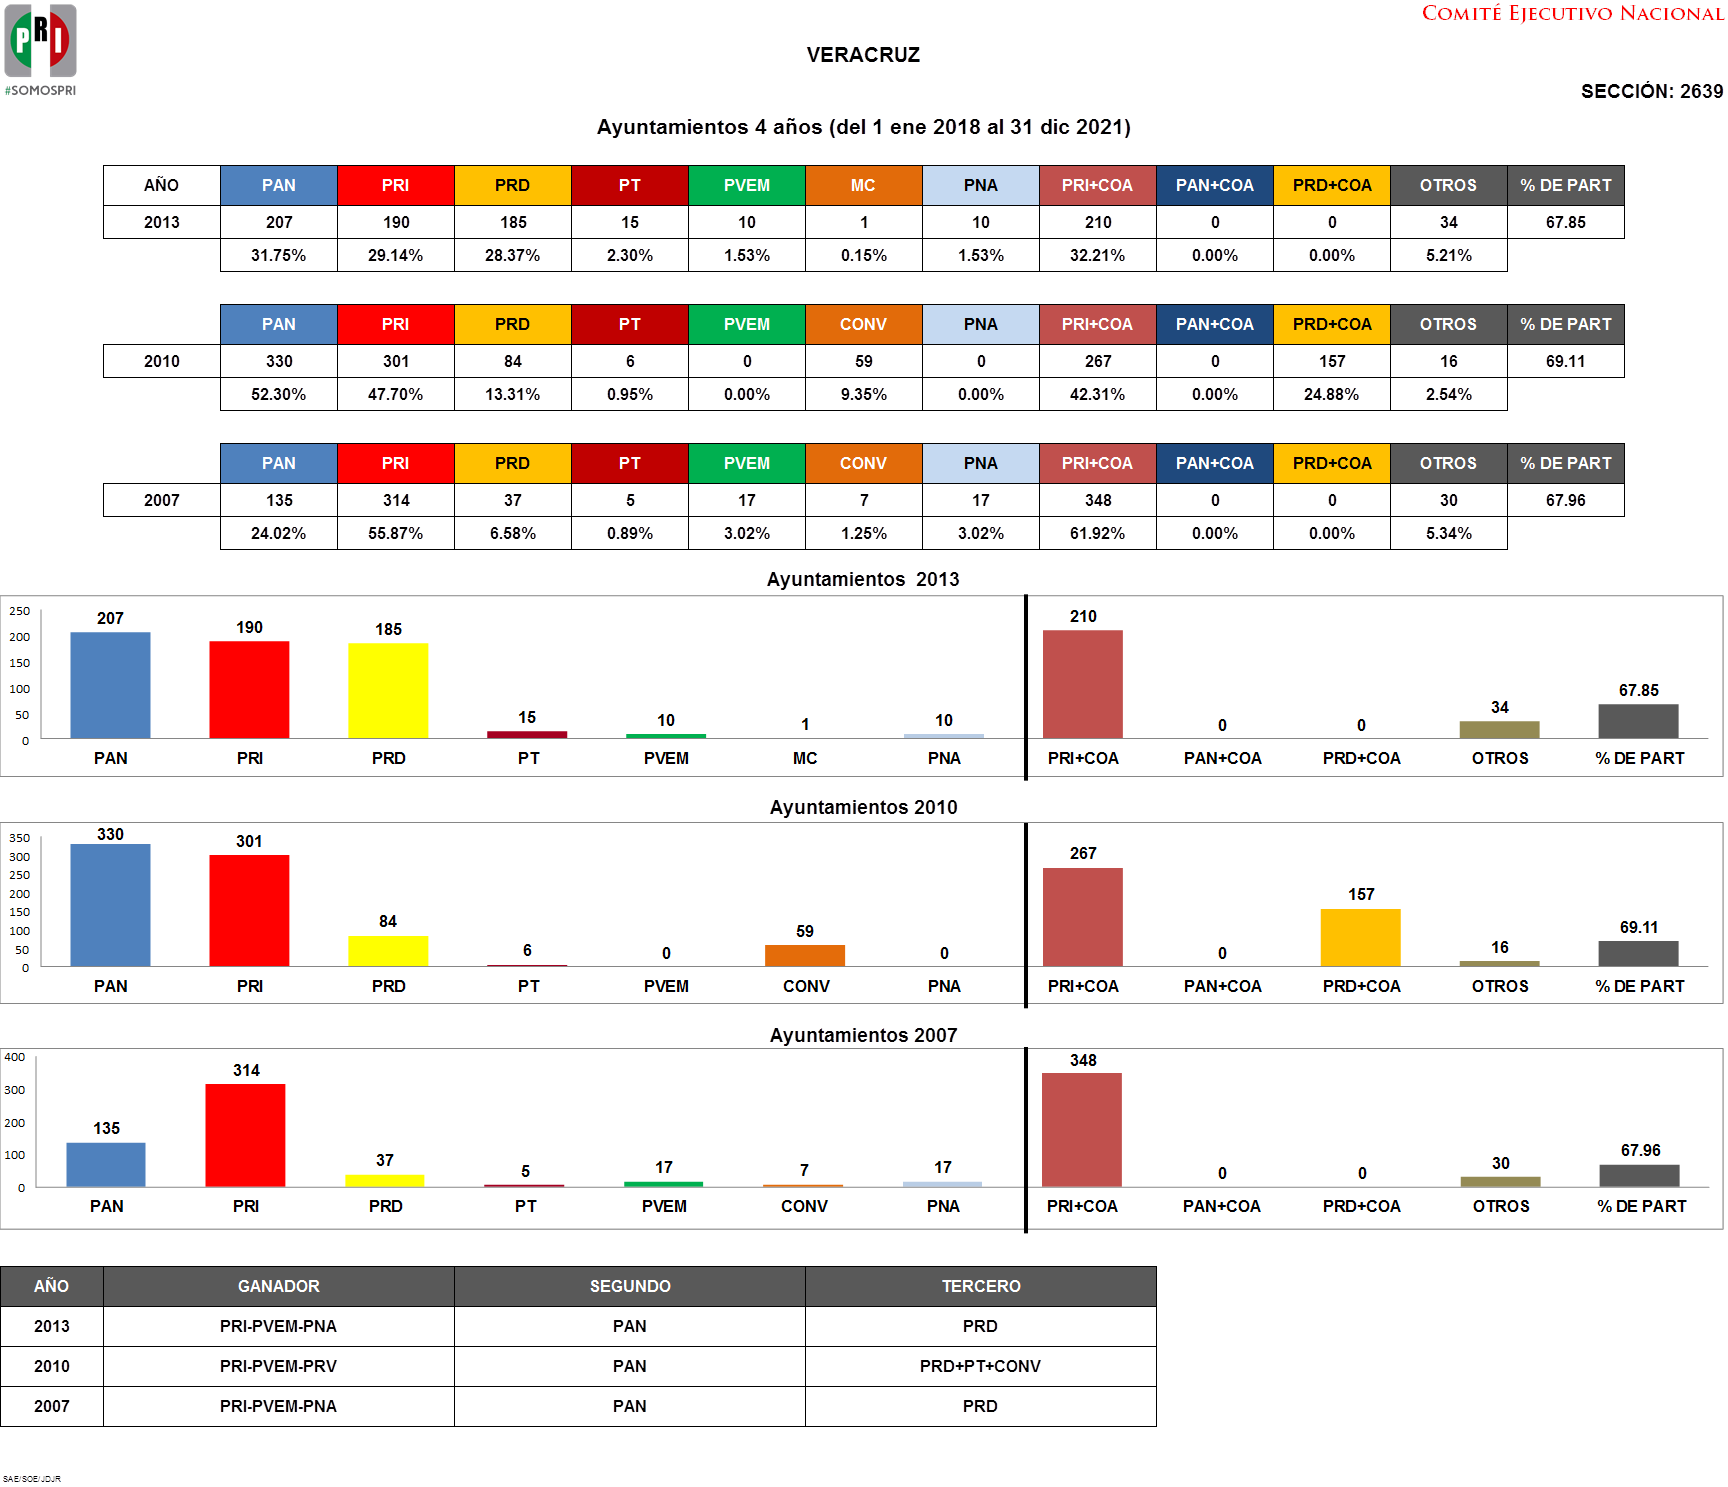 PRI
#SOMOSPRI
COMITÉ EJECUTIVO NACIONAL
VERACRUZ
SECCIÓN: 2639
Ayuntamientos 4 años (del 1 ene 2018 al 31 dic 2021)
AÑO PAN PRI PRD PT PVEM MC PNA PRI+COA PAN+COA PRD+COA OTROS % DE PART
2013 207 190 185 15 10 1 10 210 0 0 34 67.85
31.75% 29.14% 28.37% 2.30% 1.53% 0.15% 1.53% 32.21% 0.00% 0.00% 5.21%
PAN PRI PRD PT PVEM CONV PNA PRI+COA PAN+COA PRD+COA OTROS % DE PART
2010 330 301 84 6 0 59 0 267 0 157 16 69.11
52.30% 47.70% 13.31% 0.95% 0.00% 9.35% 0.00% 42.31% 0.00% 24.88% 2.54%
PAN PRI PRD PT PVEM CONV PNA PRI+COA PAN+COA PRD+COA OTROS % DE PART
2007 135 314 37 5 17 7 17 348 0 0 30 67.96
24.02% 55.87% 6.58% 0.89% 3.02% 1.25% 3.02% 61.92% 0.00% 0.00% 5.34%
Ayuntamientos 2013
250
200
150
100
50
0
207 190 185 15 10 1 10 210 0 0 34 67.85
PAN PRI PRD PT PVEM MC PNA PRI+COA PAN+COA PRD+COA OTROS % DE PART
Ayuntamientos 2010
350
300
250
200
150
100
50
0
330 301 84 6 0 59 0 267 0 157 16 69.11
PAN PRI PRD PT PVEM CONV PNA PRI+COA PAN+COA PRD+COA OTROS % DE PART
Ayuntamientos 2007
400
300
200
100
0
135 314 37 5 17 7 17 348 0 0 30 67.96
PAN PRI PRD PT PVEM CONV PNA PRI+COA PAN+COA PRD+COA OTROS % DE PART
AÑO GANADOR SEGUNDO TERCERO
2013 PRI-PVEM-PNA PAN PRD
2010 PRI-PVEM-PRV PAN PRD+PT+CONV
2007 PRI-PVEM-PNA PAN PRD
SAE/SOE/JDJR